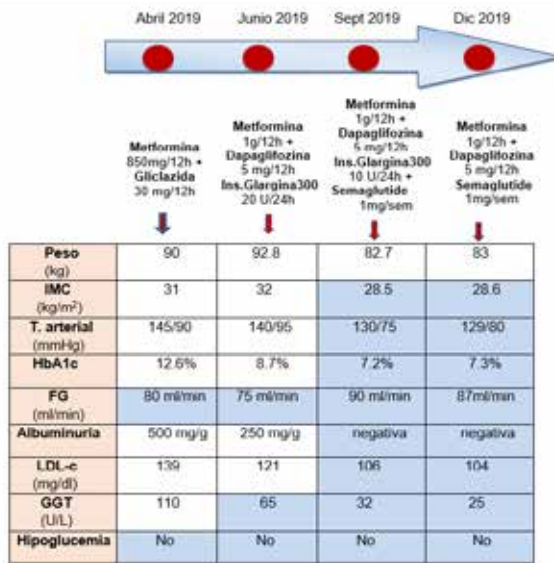 Abril 2019 Junio 2019 Sept 2019 Dic 2019
Metformina
850mg/12h +
Gliclazida
30 mg/12h
Metformina
1g/12h +
Dapaglifozina
5 mg/12h
Ins.Glargina300
20 U/24h
Metformina
1g/12h +
Dapaglifozina
5 mg/12h
Ins.Glargina300
10 U/24h +
Semaglutide
1mg/sem
Metformina
1g/12h +
Dapaglifozina
5 mg/12h
Semaglutide
1mg/sem
Peso
(kg)
90 92.8 82.7 83
IMC
(kg/m²)
31 32 28.5 28.6
T. arterial
(mmHg)
145/90 140/95 130/75 129/80
HbA1c 12.6% 8.7% 7.2% 7.3%
FG
(ml/min)
80 ml/min 75 ml/min 90 ml/min 87ml/min
Albuminuria 500 mg/g 250 mg/g negativa negativa
LDL-c
(mg/dl)
139 121 106 104
GGT
(U/L)
110 65 32 25
Hipoglucemia No No No No